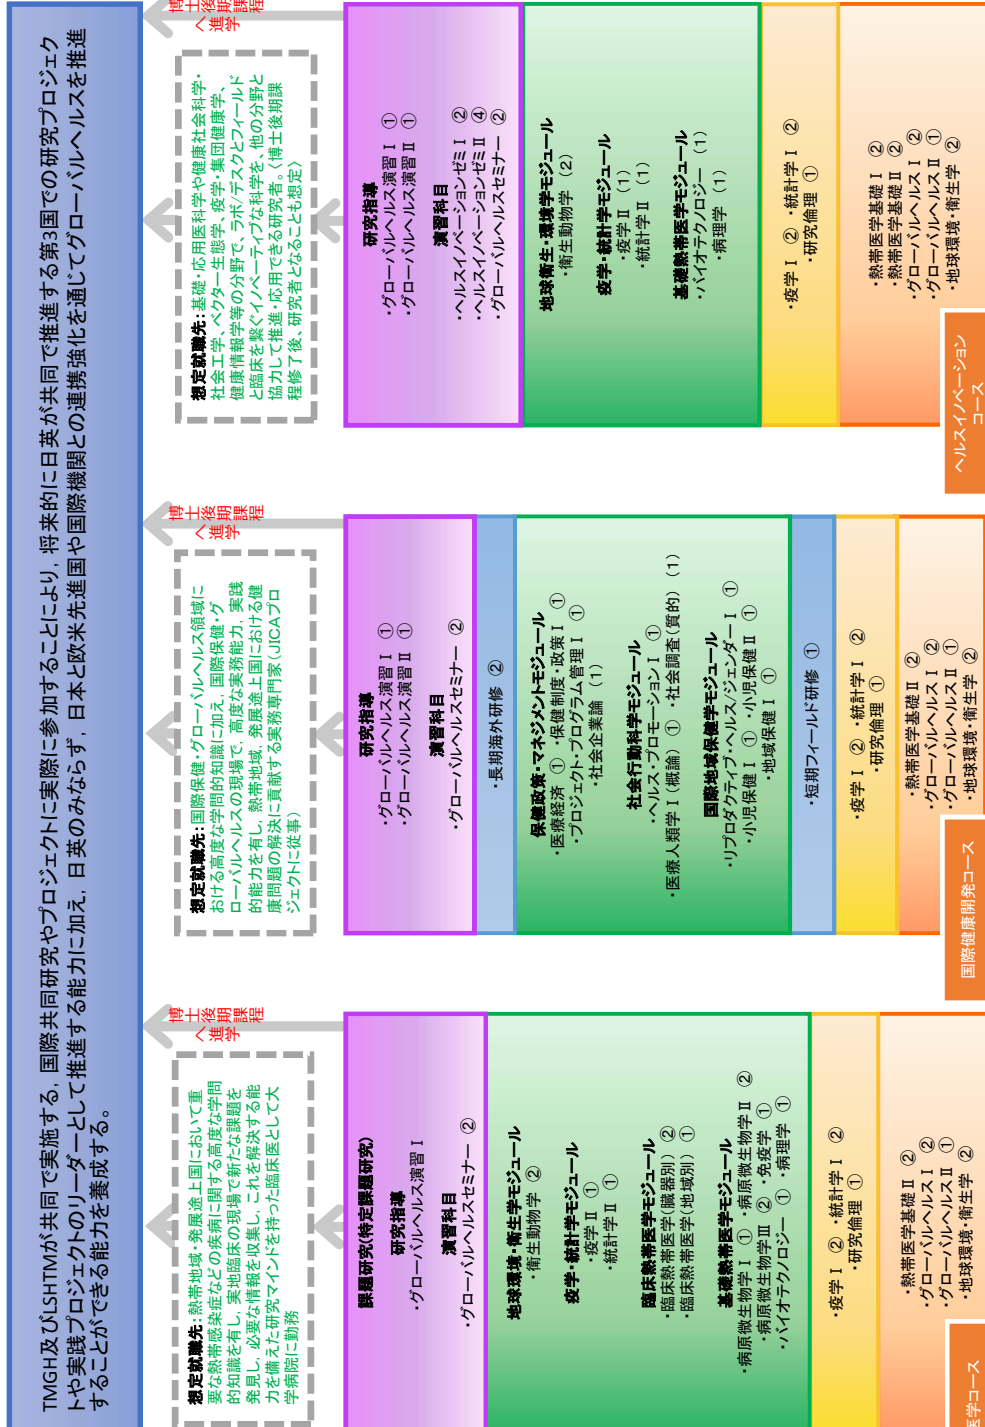 TMGH及びLSHTMが共同で実施する，国際共同研究やプロジェクトに実際に参加することにより，将来的に日英が共同で推進する第3国での研究プロジェク
トや実践プロジェクトのリーダーとして推進する能力に加え，日英のみならず，日本と欧米先進国や国際機関との連携強化を通じてグローバルヘルスを推進
することができる能力を養成する。
想定就職先：熱帯地域・発展途上国において重
要な熱帯感染症などの疾病に関する高度な学問
的知識を有し，実地臨床の現場で新たな課題を
発見し，必要な情報を収集し，これを解決する能
力を備えた研究マインドを持った臨床医として大
学病院に勤務
博士後期課程
へ進学
課題研究(特定課題研究)
研究指導
・グローバルヘルス演習Ⅰ
演習科目
・グローバルヘルスセミナー ②
地球環境・衛生学モジュール
・衛生動物学 ②
疫学・統計学モジュール
・疫学Ⅱ ①
・統計学Ⅱ ①
臨床熱帯医学モジュール
・臨床熱帯医学(臓器別) ②
・臨床熱帯医学(地域別) ①
基礎熱帯医学モジュール
・病原微生物学Ⅰ ① ・病原微生物学Ⅱ ②
・病原微生物学Ⅲ ② ・免疫学 ①
・バイオテクノロジー ① ・病理学 ①
・疫学Ⅰ ② ・統計学Ⅰ ②
・研究倫理 ①
・熱帯医学基礎Ⅱ ②
・グローバルヘルスⅠ ②
・グローバルヘルスⅡ ①
・地球環境・衛生学 ②
医学コース
想定就職先：国際保健・グローバルヘルス領域に
おける高度な学問的知識に加え，国際保健・グ
ローバルヘルスの現場で，高度な実務能力，実践
的能力を有し，熱帯地域，発展途上国における健
康問題の解決に貢献する実務専門家(JICAプロ
ジェクトに従事)
博士後期課程
へ進学
研究指導
・グローバルヘルス演習Ⅰ ①
・グローバルヘルス演習Ⅱ ①
演習科目
・グローバルヘルスセミナー ②
・長期海外研修 ②
保健政策・マネジメントモジュール
・医療経済 ① ・保健制度・政策Ⅰ ①
・プロジェクト・プログラム管理Ⅰ ①
・社会企業論 (1)
社会行動科学モジュール
・ヘルス・プロモーションⅠ ①
・医療人類学Ⅰ(概論) ① ・社会調査(質的) (1)
国際地域保健学モジュール
・リプロダクティブ・ヘルス/ジェンダーⅠ ①
・小児保健Ⅰ ① ・小児保健Ⅱ ①
・地域保健Ⅰ ①
・短期フィールド研修 ①
・疫学Ⅰ ② ・統計学Ⅰ ②
・研究倫理 ①
・熱帯医学基礎Ⅱ ②
・グローバルヘルスⅠ ②
・グローバルヘルスⅡ ①
・地球環境・衛生学 ②
国際健康開発コース
想定就職先：基礎・応用医科学や健康社会科学・
社会工学、ベクター生態学、疫学・集団健康学、
健康情報学等の分野で、ラボ/デスクとフィールド
と臨床を繋ぐイノベーティブな科学を、他の分野と
協力して推進・応用できる研究者。〈博士後期課
程修了後、研究者となることも想定〉
博士後期課程
へ進学
研究指導
・グローバルヘルス演習Ⅰ ①
・グローバルヘルス演習Ⅱ ①
演習科目
・ヘルスイノベーションゼミⅠ ②
・ヘルスイノベーションゼミⅡ ④
・グローバルヘルスセミナー ②
地球衛生・環境学モジュール
・衛生動物学 (2)
疫学・統計学モジュール
・疫学Ⅱ (1)
・統計学Ⅱ (1)
基礎熱帯医学モジュール
・バイオテクノロジー (1)
・病理学 (1)
・疫学Ⅰ ② ・統計学Ⅰ ②
・研究倫理 ①
・熱帯医学基礎Ⅰ ②
・熱帯医学基礎Ⅱ ②
・グローバルヘルスⅠ ②
・グローバルヘルスⅡ ①
・地球環境・衛生学 ②
ヘルスイノベーション
コース